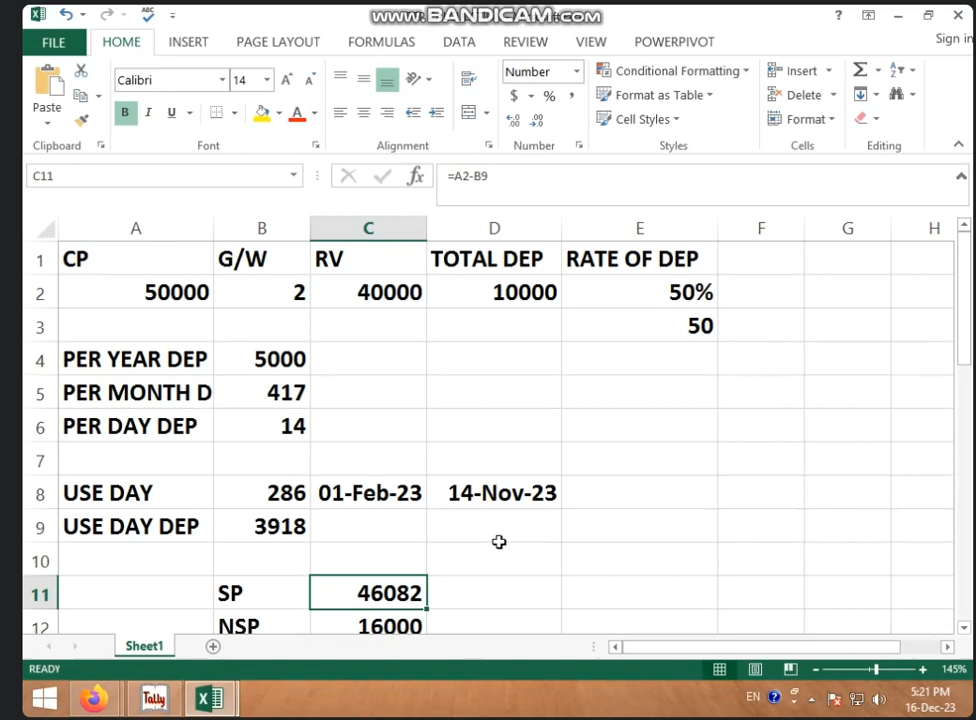 www.BANDICAM.com
FILE HOME INSERT PAGE LAYOUT FORMULAS DATA REVIEW VIEW POWERPIVOT Sign in
Paste
Calibri 14
B I U
Number
$ % ,
Conditional Formatting
Format as Table
Cell Styles
Insert
Delete
Format
Clipboard Font Alignment Number Styles Cells Editing
C11 fx =A2-B9
A B C D E F G H
1 CP G/W RV TOTAL DEP RATE OF DEP
2 50000 2 40000 10000 50%
3 50
4 PER YEAR DEP 5000
5 PER MONTH D 417
6 PER DAY DEP 14
7
8 USE DAY 286 01-Feb-23 14-Nov-23
9 USE DAY DEP 3918
10
11 SP 46082
12 NSP 16000
Sheet1
READY 145%
Tally EN 5:21 PM
16-Dec-23